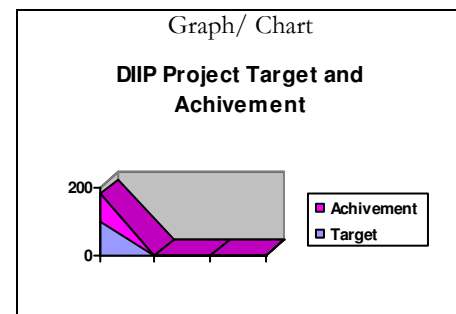 Graph/ Chart
DIIP Project Target and
Achivement
200
0
Achivement
Target